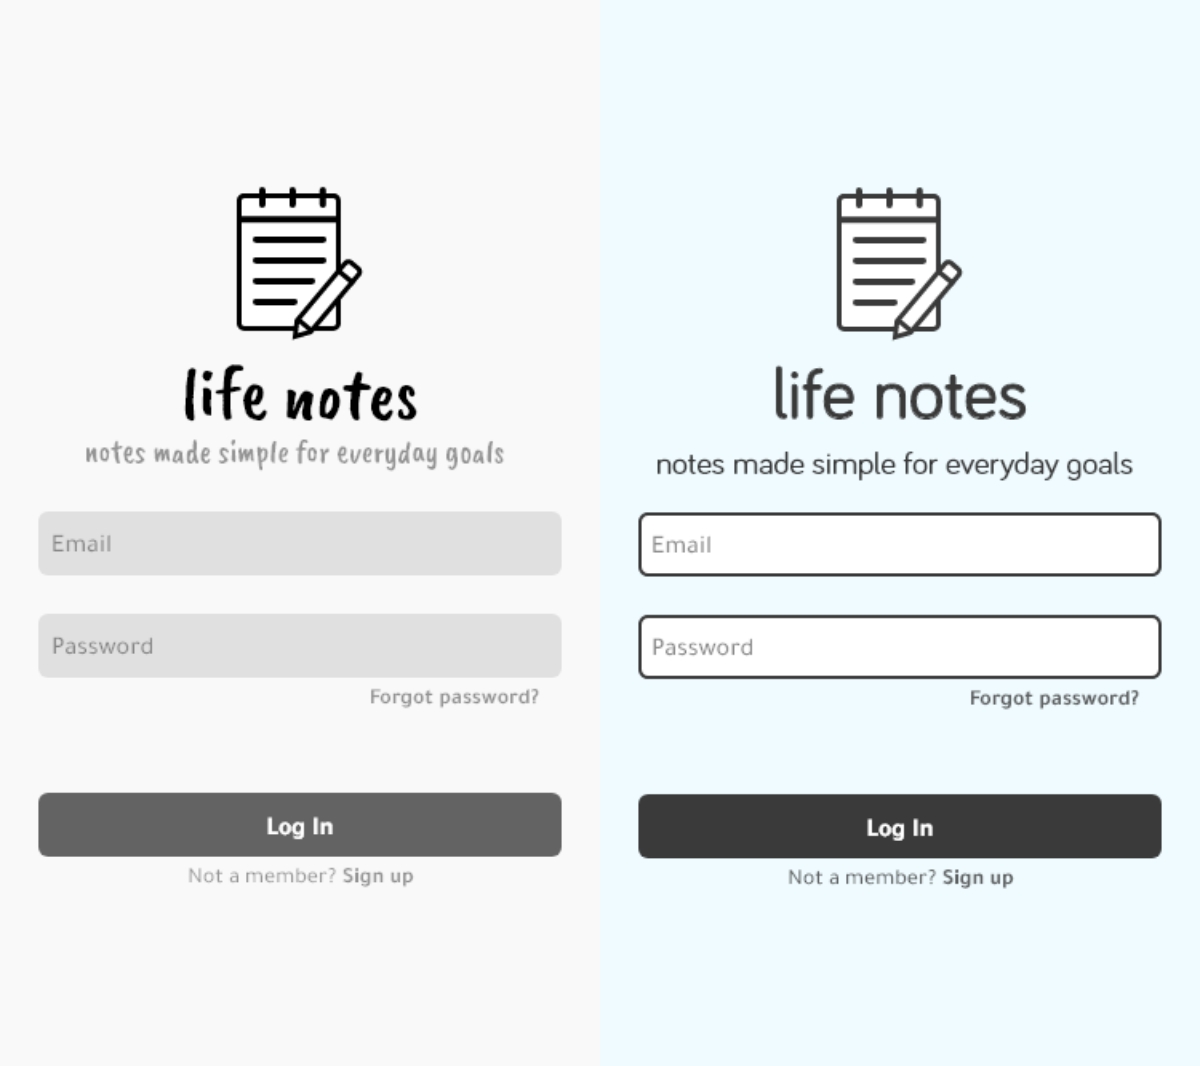 life notes
notes made simple for everyday goals
Email
Password
Forgot password?
Log In
Not a member? Sign up
life notes
notes made simple for everyday goals
Email
Password
Forgot password?
Log In
Not a member? Sign up